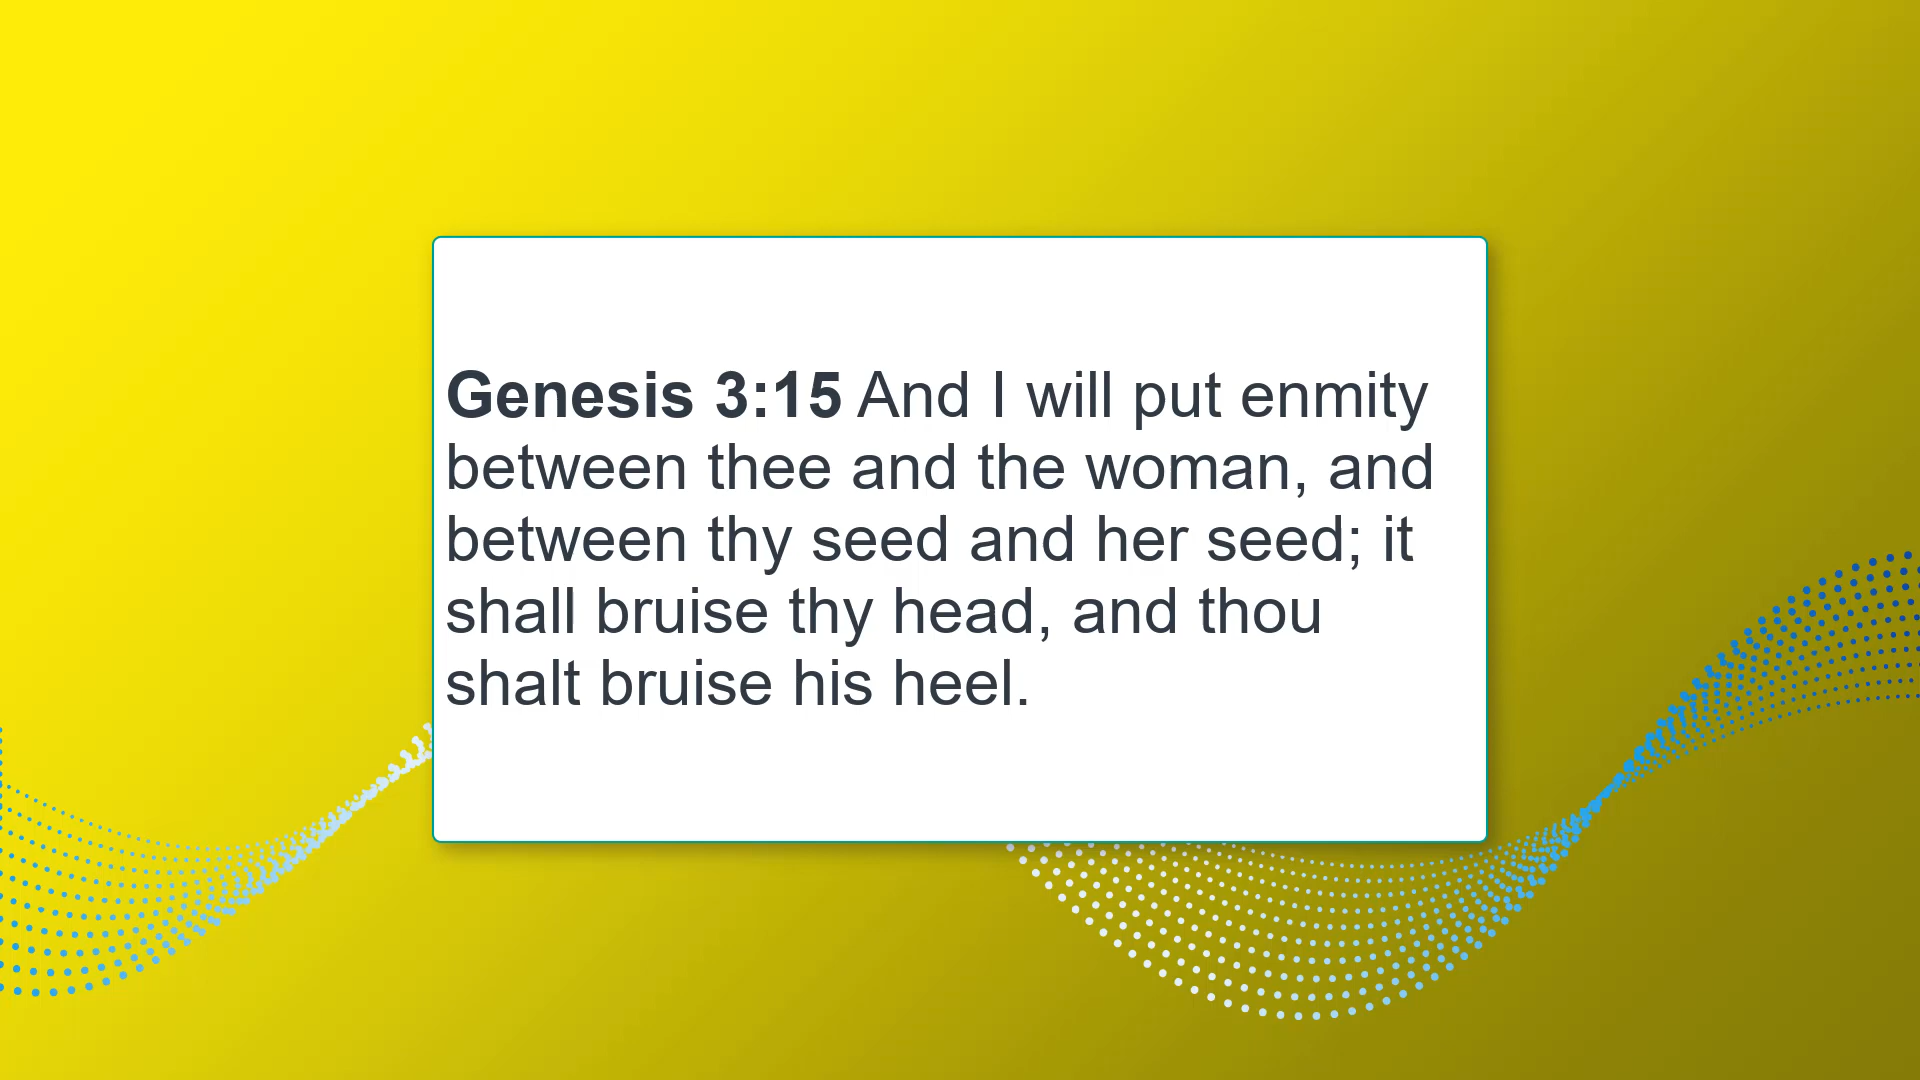 Genesis 3:15 And I will put enmity
between thee and the woman, and
between thy seed and her seed; it
shall bruise thy head, and thou
shalt bruise his heel.